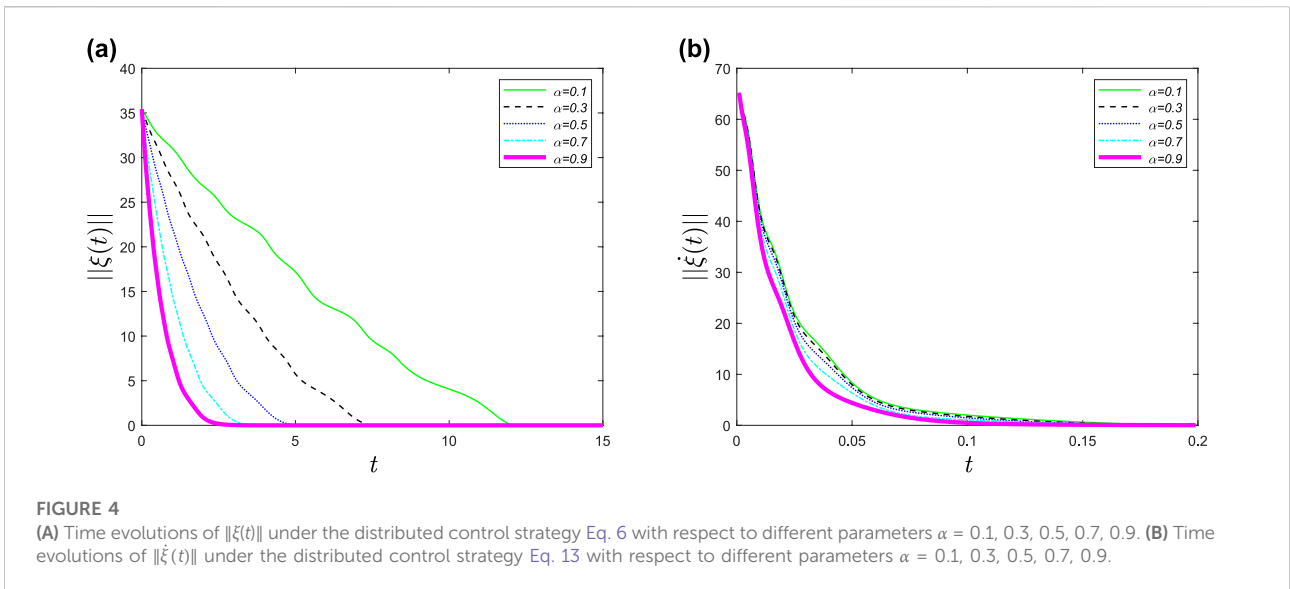 (a)
40
35
30
25
20
15
10
5
0
||ξ(t)||
0 5 10 15
t
α=0.1
α=0.3
α=0.5
α=0.7
α=0.9
(b)
70
60
50
40
30
20
10
0
||ξ̇(t)||
0 0.05 0.1 0.15 0.2
t
α=0.1
α=0.3
α=0.5
α=0.7
α=0.9
FIGURE 4
(A) Time evolutions of ‖ξ(t)‖ under the distributed control strategy Eq. 6 with respect to different parameters α = 0.1, 0.3, 0.5, 0.7, 0.9. (B) Time
evolutions of ‖ξ̇(t)‖ under the distributed control strategy Eq. 13 with respect to different parameters α = 0.1, 0.3, 0.5, 0.7, 0.9.